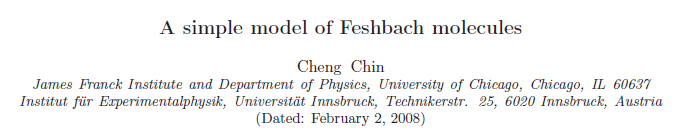 A simple model of Feshbach molecules
Cheng Chin
James Franck Institute and Department of Physics, University of Chicago, Chicago, IL 60637
Institut für Experimentalphysik, Universität Innsbruck, Technikerstr. 25, 6020 Innsbruck, Austria
(Dated: February 2, 2008)